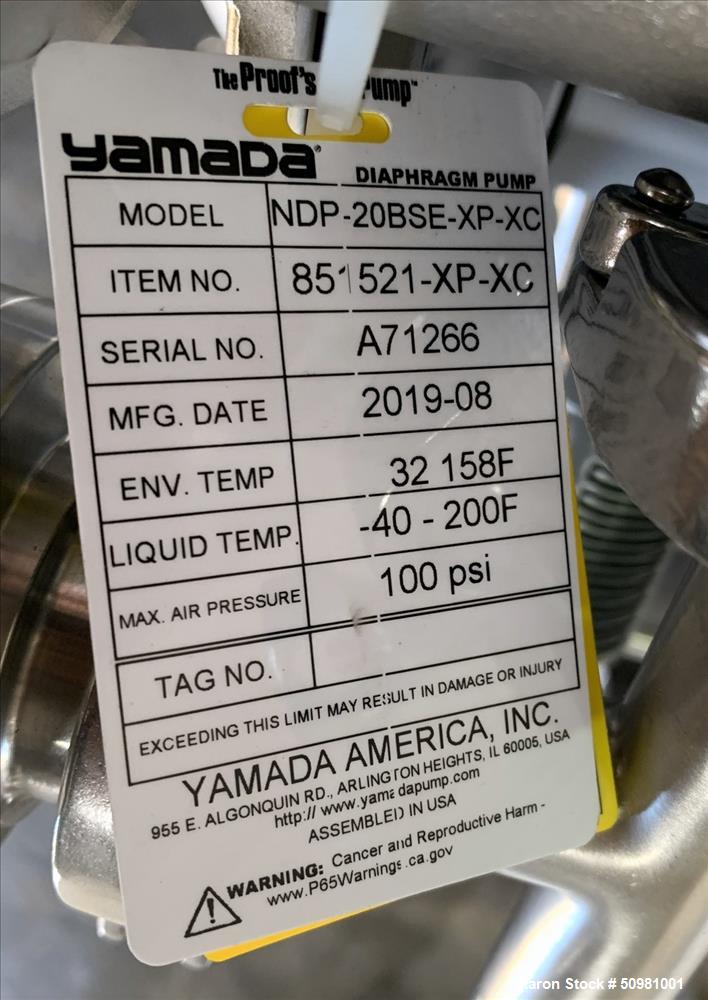 The Proof's Pump
yamada
DIAPHRAGM PUMP
MODEL NDP-20BSE-XP-XC
ITEM NO. 851521-XP-XC
SERIAL NO. A71266
MFG. DATE 2019-08
ENV. TEMP 32 158F
LIQUID TEMP. -40 - 200F
MAX. AIR PRESSURE 100 psi
TAG NO.
EXCEEDING THIS LIMIT MAY RESULT IN DAMAGE OR INJURY
YAMADA AMERICA, INC.
955 E. ALGONQUIN RD., ARLINGTON HEIGHTS, IL 60005, USA
http://www.yamadapump.com
ASSEMBLED IN USA
WARNING: Cancer and Reproductive Harm -
www.P65Warnings.ca.gov
Stock # 50981001